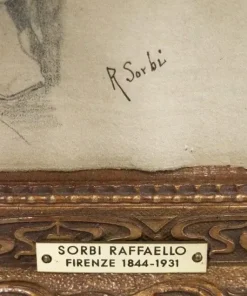 R Sorbi
SORBI RAFFAELLO
FIRENZE 1844-1931